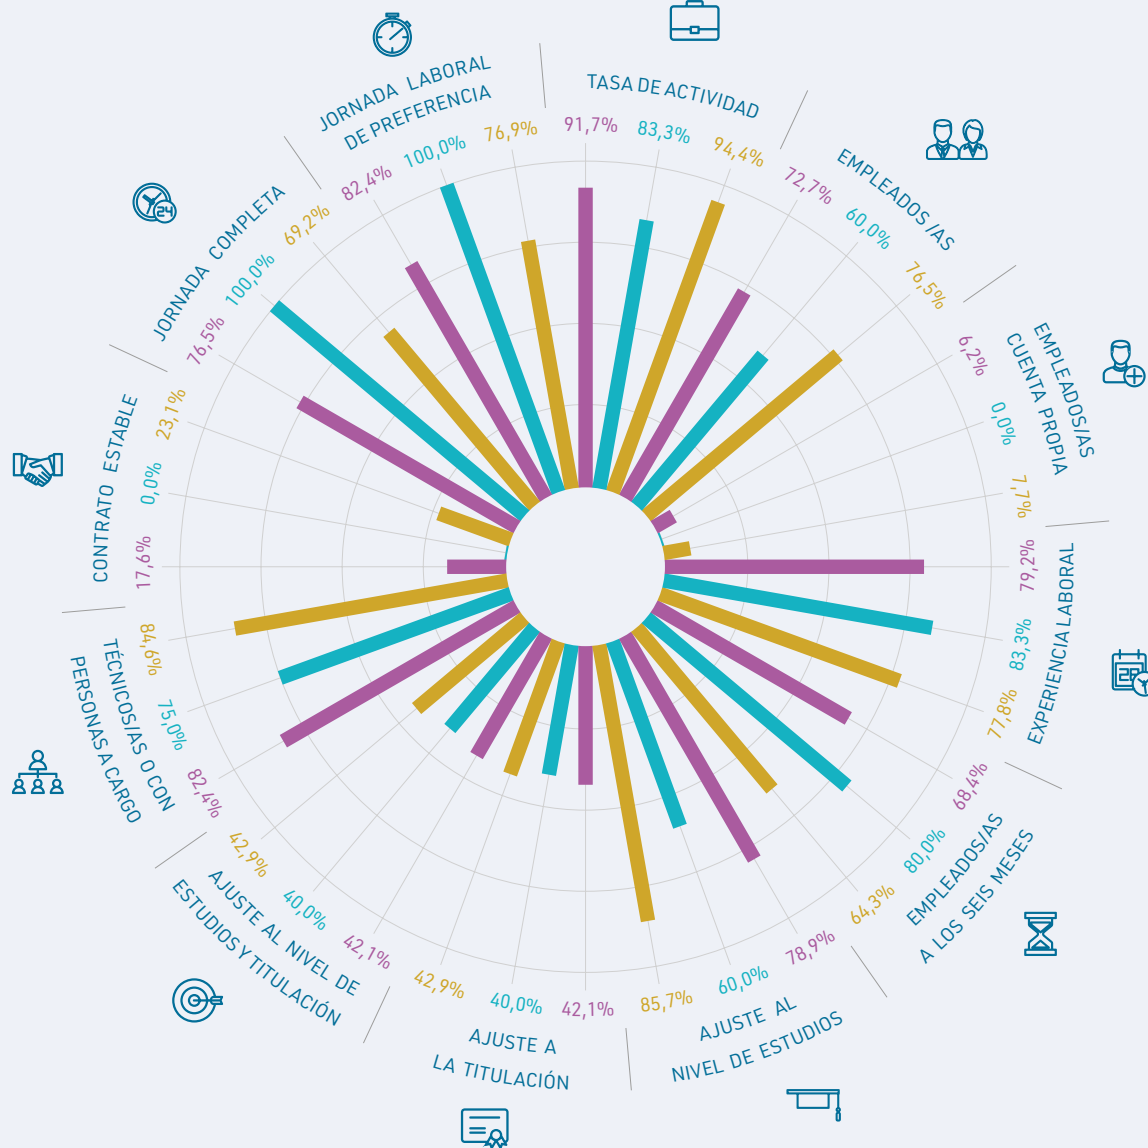 TASA DE ACTIVIDAD
91,7%
83,3%
94,4%
EMPLEADOS/AS
72,7%
60,0%
76,5%
EMPLEADOS/AS
CUENTA PROPIA
6,2%
0,0%
7,7%
EXPERIENCIA LABORAL
79,2%
83,3%
77,8%
EMPLEADOS/AS
A LOS SEIS MESES
68,4%
80,0%
64,3%
AJUSTE AL
NIVEL DE ESTUDIOS
78,9%
60,0%
85,7%
AJUSTE A
LA TITULACIÓN
42,1%
40,0%
42,9%
AJUSTE AL NIVEL DE
ESTUDIOS Y TITULACIÓN
42,1%
40,0%
42,9%
TÉCNICOS/AS O CON
PERSONAS A CARGO
82,4%
75,0%
84,6%
CONTRATO ESTABLE
17,6%
0,0%
23,1%
JORNADA COMPLETA
76,5%
100,0%
69,2%
JORNADA LABORAL
DE PREFERENCIA
82,4%
100,0%
76,9%
24
28